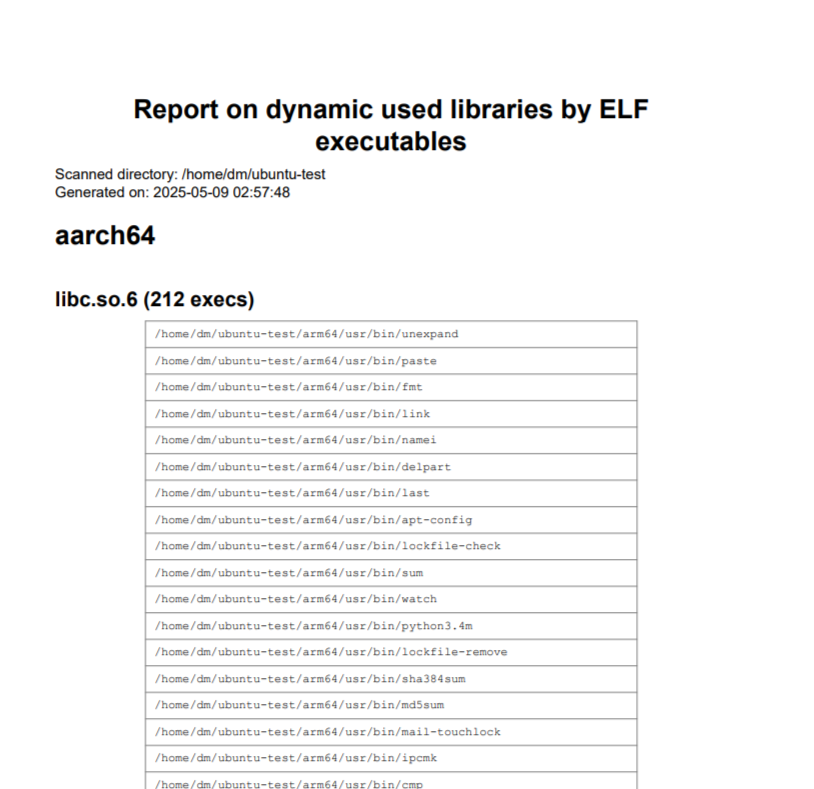 Report on dynamic used libraries by ELF
executables
Scanned directory: /home/dm/ubuntu-test
Generated on: 2025-05-09 02:57:48
aarch64
libc.so.6 (212 execs)
/home/dm/ubuntu-test/arm64/usr/bin/unexpand
/home/dm/ubuntu-test/arm64/usr/bin/paste
/home/dm/ubuntu-test/arm64/usr/bin/fmt
/home/dm/ubuntu-test/arm64/usr/bin/link
/home/dm/ubuntu-test/arm64/usr/bin/namei
/home/dm/ubuntu-test/arm64/usr/bin/delpart
/home/dm/ubuntu-test/arm64/usr/bin/last
/home/dm/ubuntu-test/arm64/usr/bin/apt-config
/home/dm/ubuntu-test/arm64/usr/bin/lockfile-check
/home/dm/ubuntu-test/arm64/usr/bin/sum
/home/dm/ubuntu-test/arm64/usr/bin/watch
/home/dm/ubuntu-test/arm64/usr/bin/python3.4m
/home/dm/ubuntu-test/arm64/usr/bin/lockfile-remove
/home/dm/ubuntu-test/arm64/usr/bin/sha384sum
/home/dm/ubuntu-test/arm64/usr/bin/md5sum
/home/dm/ubuntu-test/arm64/usr/bin/mail-touchlock
/home/dm/ubuntu-test/arm64/usr/bin/ipcmk
/home/dm/ubuntu-test/arm64/usr/bin/cmp